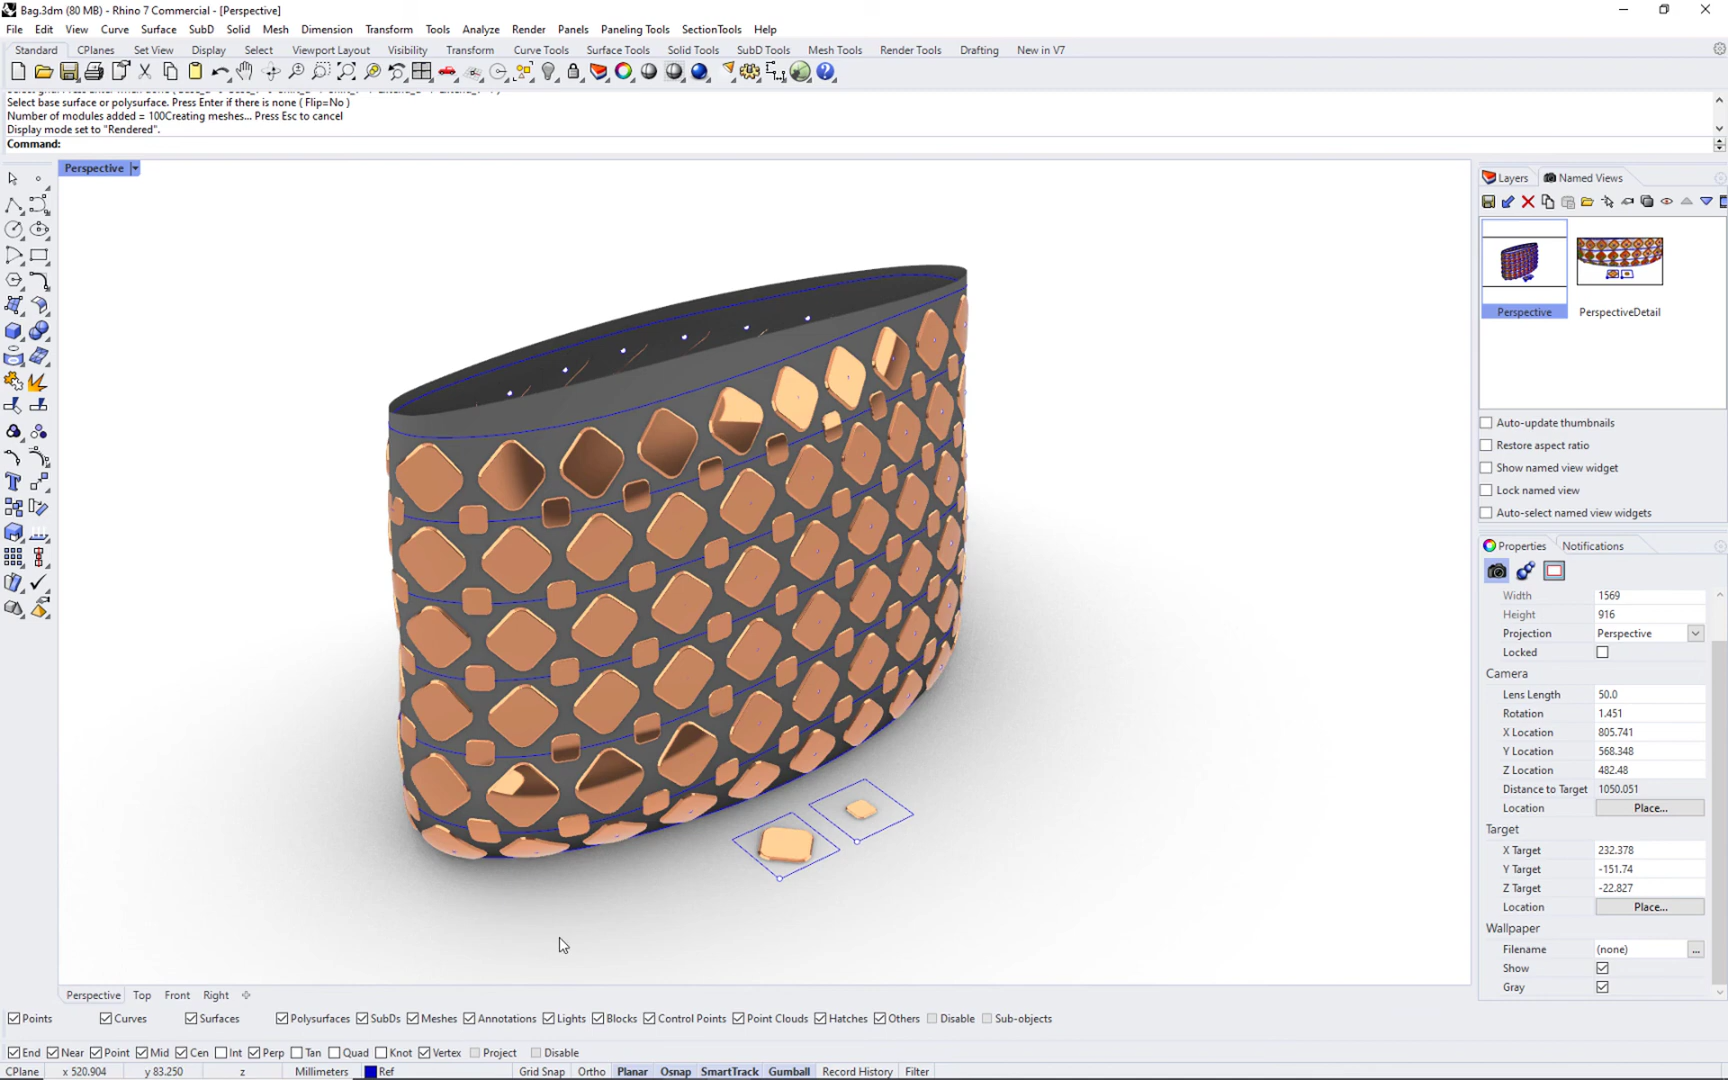 Bag.3dm (80 MB) - Rhino 7 Commercial - [Perspective]
File Edit View Curve Surface SubD Solid Mesh Dimension Transform Tools Analyze Render Panels Paneling Tools SectionTools Help
Standard CPlanes Set View Display Select Viewport Layout Visibility Transform Curve Tools Surface Tools Solid Tools SubD Tools Mesh Tools Render Tools Drafting New in V7
Select base surface or polysurface. Press Enter if there is none ( Flip=No )
Number of modules added = 100Creating meshes... Press Esc to cancel
Display mode set to "Rendered".
Command:
Perspective
Layers Named Views
Perspective PerspectiveDetail
Auto-update thumbnails
Restore aspect ratio
Show named view widget
Lock named view
Auto-select named view widgets
Properties Notifications
Width 1569
Height 916
Projection Perspective
Locked
Camera
Lens Length 50.0
Rotation 1.451
X Location 805.741
Y Location 568.348
Z Location 482.48
Distance to Target 1050.051
Location Place...
Target
X Target 232.378
Y Target -151.74
Z Target -22.827
Location Place...
Wallpaper
Filename (none) ...
Show
Gray
Perspective Top Front Right
Points Curves Surfaces Polysurfaces SubDs Meshes Annotations Lights Blocks Control Points Point Clouds Hatches Others Disable Sub-objects
End Near Point Mid Cen Int Perp Tan Quad Knot Vertex Project Disable
CPlane x 520.904 y 83.250 z Millimeters Ref Grid Snap Ortho Planar Osnap SmartTrack Gumball Record History Filter